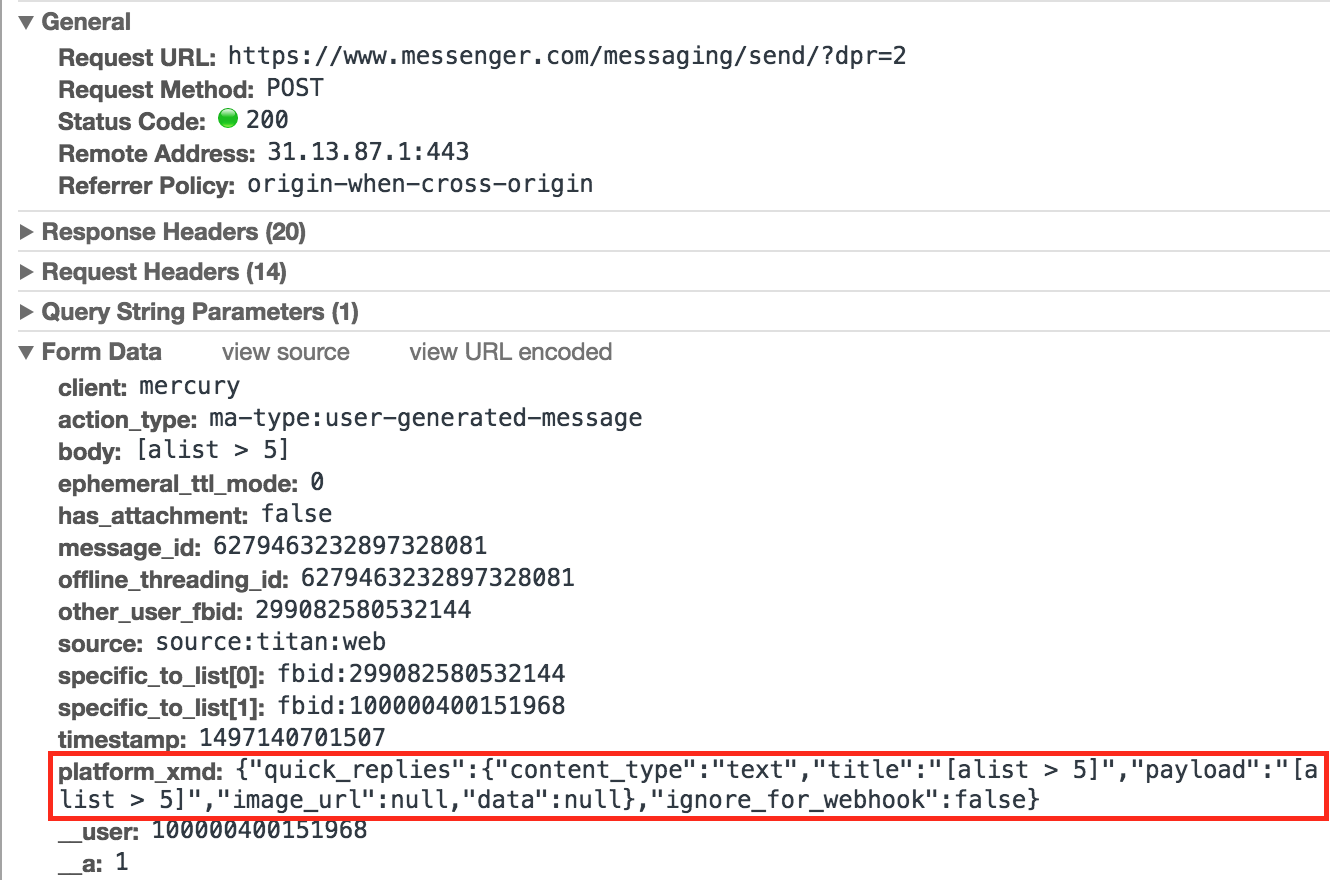 General
Request URL: https://www.messenger.com/messaging/send/?dpr=2
Request Method: POST
Status Code: 200
Remote Address: 31.13.87.1:443
Referrer Policy: origin-when-cross-origin
Response Headers (20)
Request Headers (14)
Query String Parameters (1)
Form Data view source view URL encoded
client: mercury
action_type: ma-type:user-generated-message
body: [alist > 5]
ephemeral_ttl_mode: 0
has_attachment: false
message_id: 6279463232897328081
offline_threading_id: 6279463232897328081
other_user_fbid: 299082580532144
source: source:titan:web
specific_to_list[0]: fbid:299082580532144
specific_to_list[1]: fbid:100000400151968
timestamp: 1497140701507
platform_xmd: {"quick_replies":{"content_type":"text","title":"[alist > 5]","payload":"[a
list > 5]","image_url":null,"data":null},"ignore_for_webhook":false}
__user: 100000400151968
__a: 1